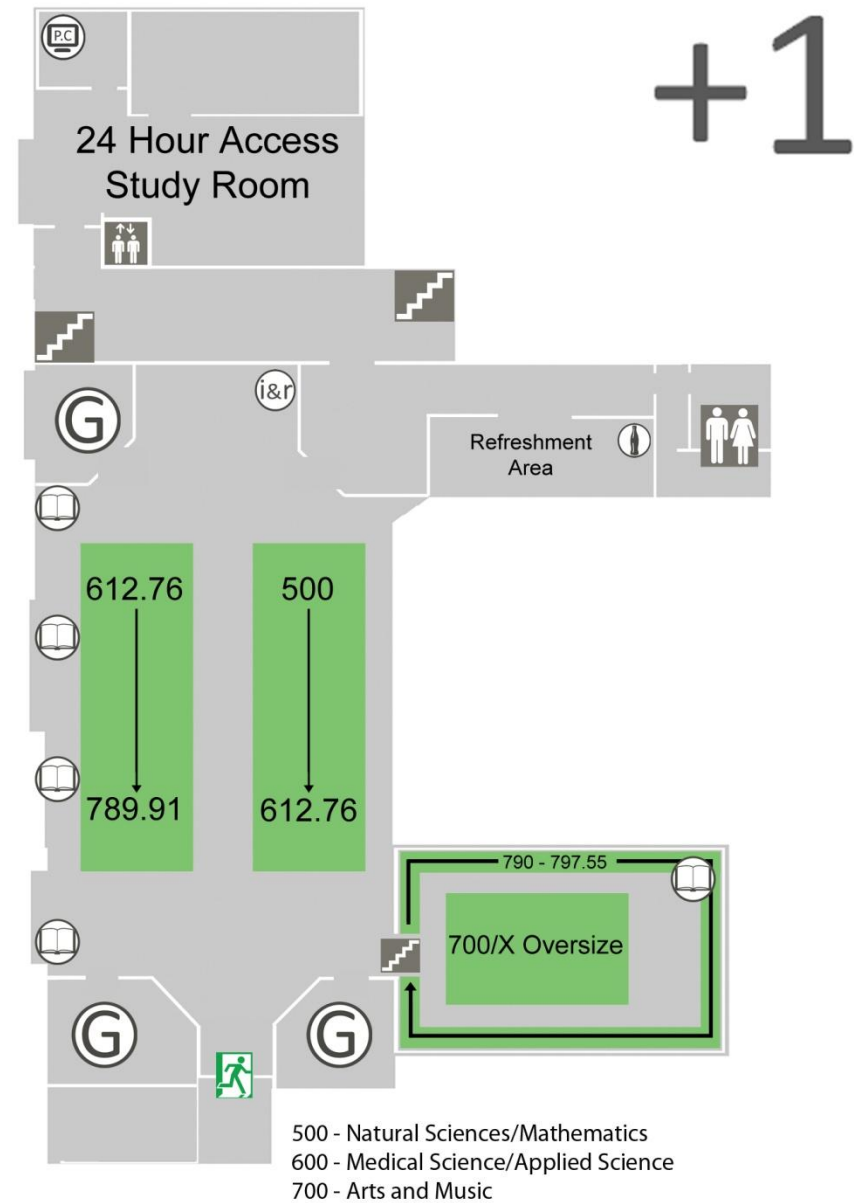 +1
P.C
24 Hour Access
Study Room
i&r
G
Refreshment
Area
612.76
500
789.91
612.76
790 - 797.55
700/X Oversize
G
G
500 - Natural Sciences/Mathematics
600 - Medical Science/Applied Science
700 - Arts and Music